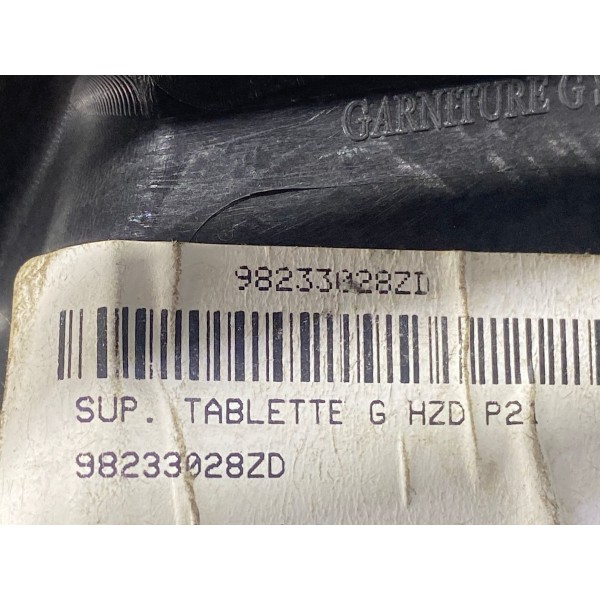 GARNITURE G
98233028ZD
SUP. TABLETTE G HZD P21
98233028ZD